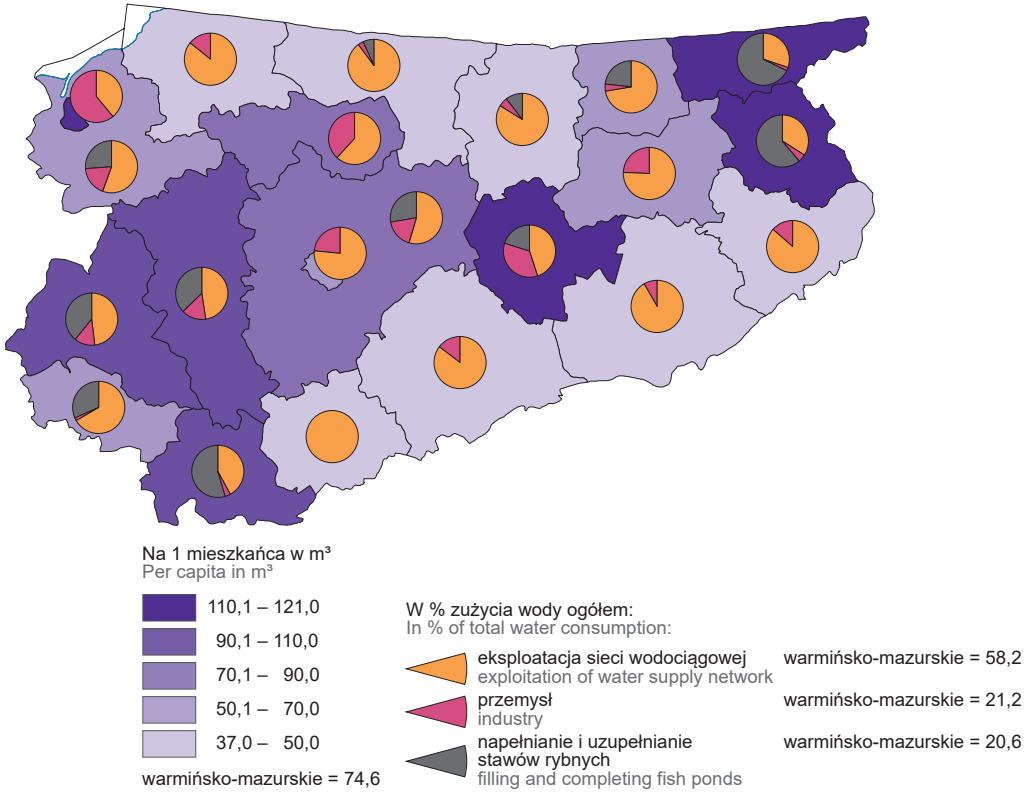 Na 1 mieszkańca w m³
Per capita in m³
110,1 – 121,0
90,1 – 110,0
70,1 – 90,0
50,1 – 70,0
37,0 – 50,0
warmińsko-mazurskie = 74,6
W % zużycia wody ogółem:
In % of total water consumption:
eksploatacja sieci wodociągowej warmińsko-mazurskie = 58,2
exploitation of water supply network
przemysł warmińsko-mazurskie = 21,2
industry
napełnianie i uzupełnianie warmińsko-mazurskie = 20,6
stawów rybnych
filling and completing fish ponds